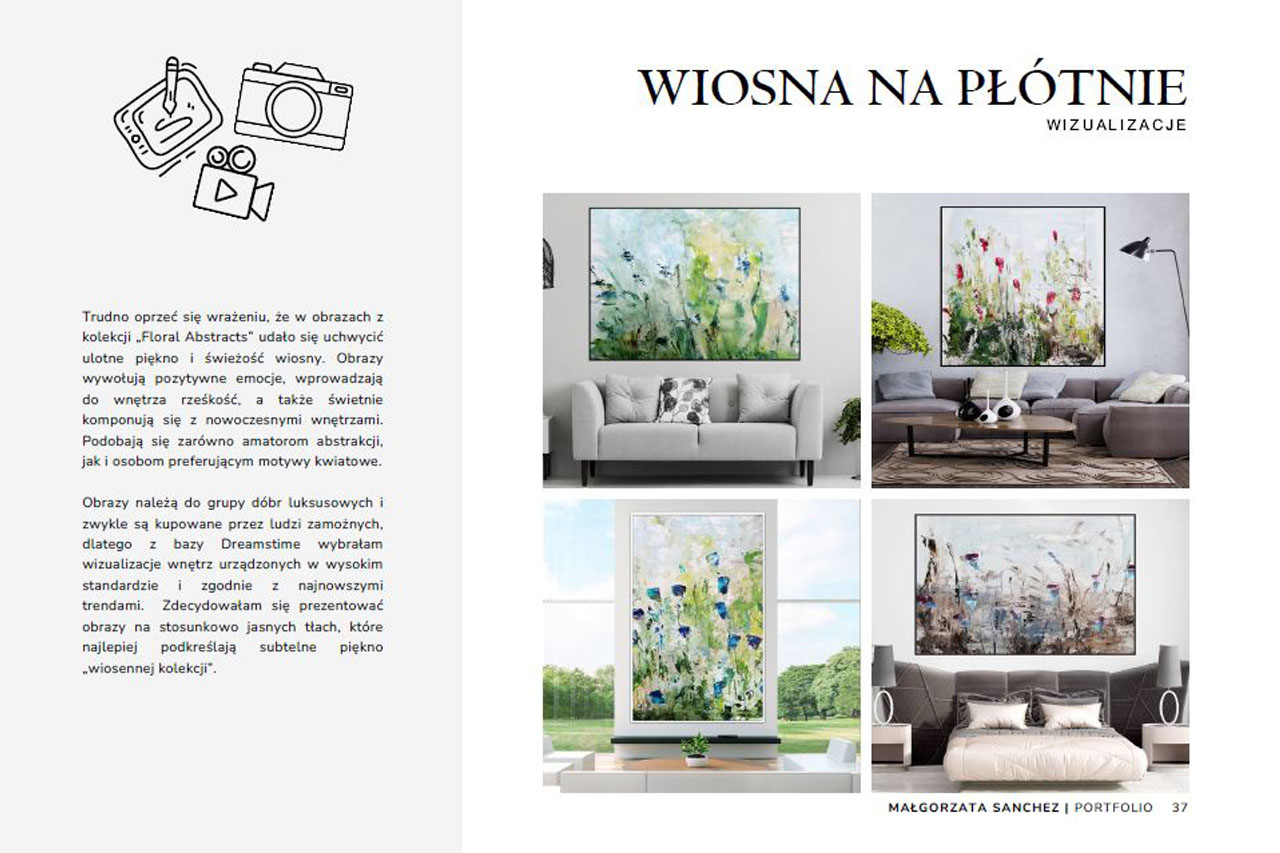 WIOSNA NA PŁÓTNIE
WIZUALIZACJE
Trudno oprzeć się wrażeniu, że w obrazach z
kolekcji „Floral Abstracts” udało się uchwycić
ulotne piękno i świeżość wiosny. Obrazy
wywołują pozytywne emocje, wprowadzają
do wnętrza rześkość, a także świetnie
komponują się z nowoczesnymi wnętrzami.
Podobają się zarówno amatorom abstrakcji,
jak i osobom preferującym motywy kwiatowe.
Obrazy należą do grupy dóbr luksusowych i
zwykle są kupowane przez ludzi zamożnych,
dlatego z bazy Dreamstime wybrałam
wizualizacje wnętrz urządzonych w wysokim
standardzie i zgodnie z najnowszymi
trendami. Zdecydowałam się prezentować
obrazy na stosunkowo jasnych tłach, które
najlepiej podkreślają subtelne piękno
„wiosennej kolekcji”.
MAŁGORZATA SANCHEZ | PORTFOLIO 37